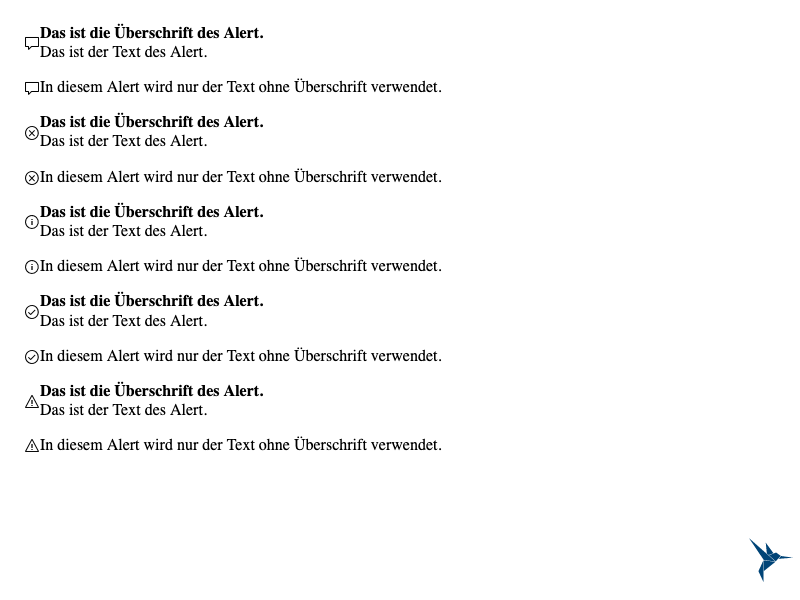 Das ist die Überschrift des Alert.
Das ist der Text des Alert.
In diesem Alert wird nur der Text ohne Überschrift verwendet.
Das ist die Überschrift des Alert.
Das ist der Text des Alert.
In diesem Alert wird nur der Text ohne Überschrift verwendet.
Das ist die Überschrift des Alert.
Das ist der Text des Alert.
In diesem Alert wird nur der Text ohne Überschrift verwendet.
Das ist die Überschrift des Alert.
Das ist der Text des Alert.
In diesem Alert wird nur der Text ohne Überschrift verwendet.
Das ist die Überschrift des Alert.
Das ist der Text des Alert.
In diesem Alert wird nur der Text ohne Überschrift verwendet.